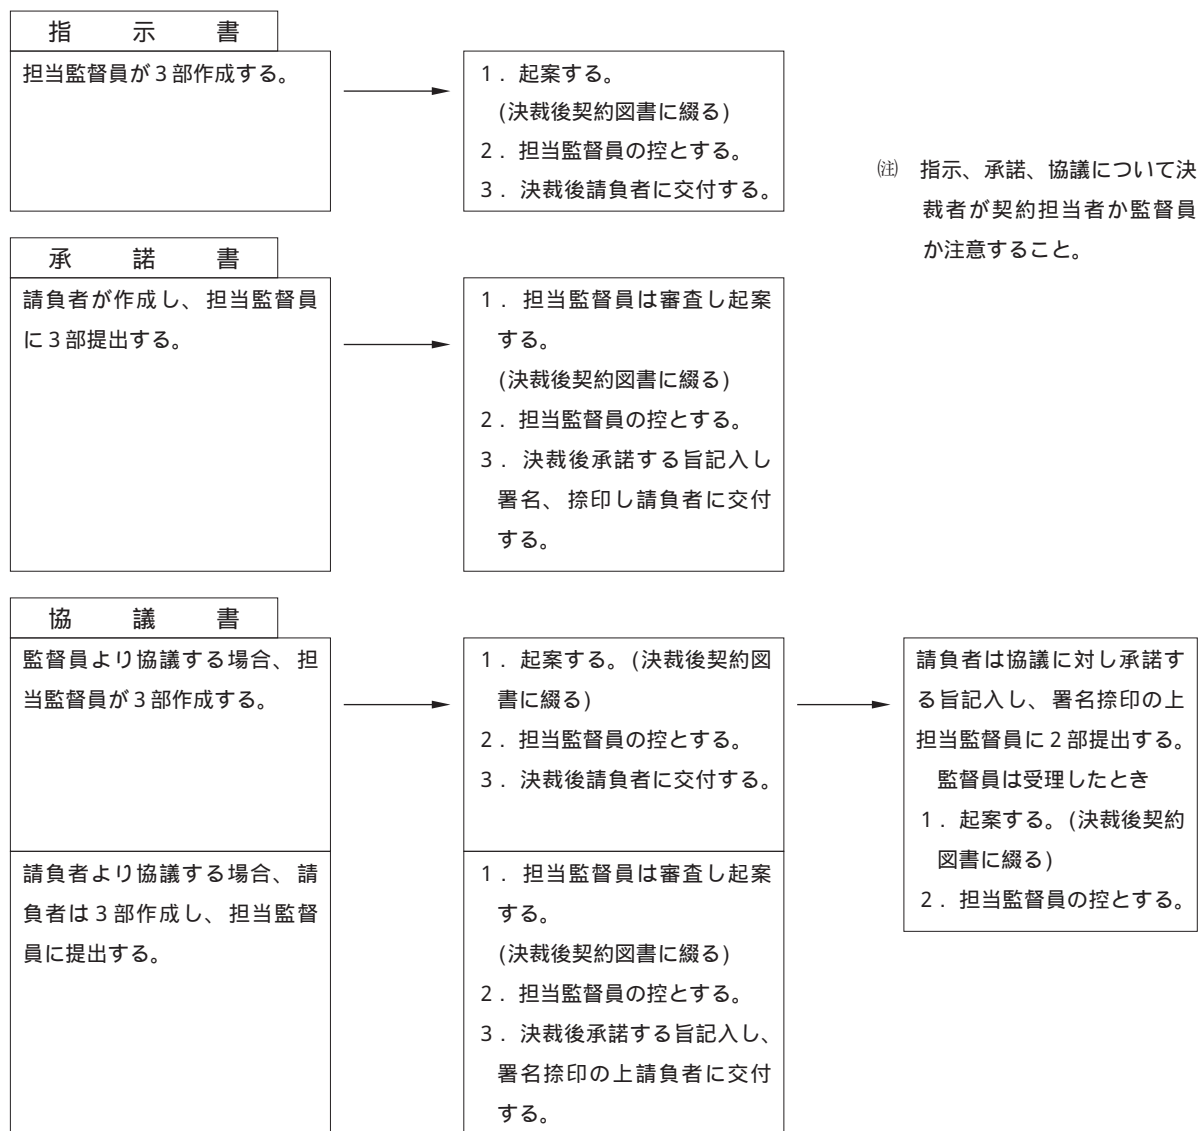 指示書
担当監督員が3部作成する。
1．起案する。
(決裁後契約図書に綴る)
2．担当監督員の控とする。
3．決裁後請負者に交付する。
㊟ 指示、承諾、協議について決
裁者が契約担当者か監督員
か注意すること。
承諾書
請負者が作成し、担当監督員
に3部提出する。
1．担当監督員は審査し起案
する。
(決裁後契約図書に綴る)
2．担当監督員の控とする。
3．決裁後承諾する旨記入し
署名、捺印し請負者に交付
する。
協議書
監督員より協議する場合、担
当監督員が3部作成する。
1．起案する。(決裁後契約図
書に綴る)
2．担当監督員の控とする。
3．決裁後請負者に交付する。
請負者は協議に対し承諾す
る旨記入し、署名捺印の上
担当監督員に2部提出する。
監督員は受理したとき
1．起案する。(決裁後契約
図書に綴る)
2．担当監督員の控とする。
請負者より協議する場合、請
負者は3部作成し、担当監督
員に提出する。
1．担当監督員は審査し起案
する。
(決裁後契約図書に綴る)
2．担当監督員の控とする。
3．決裁後承諾する旨記入し、
署名捺印の上請負者に交付
する。